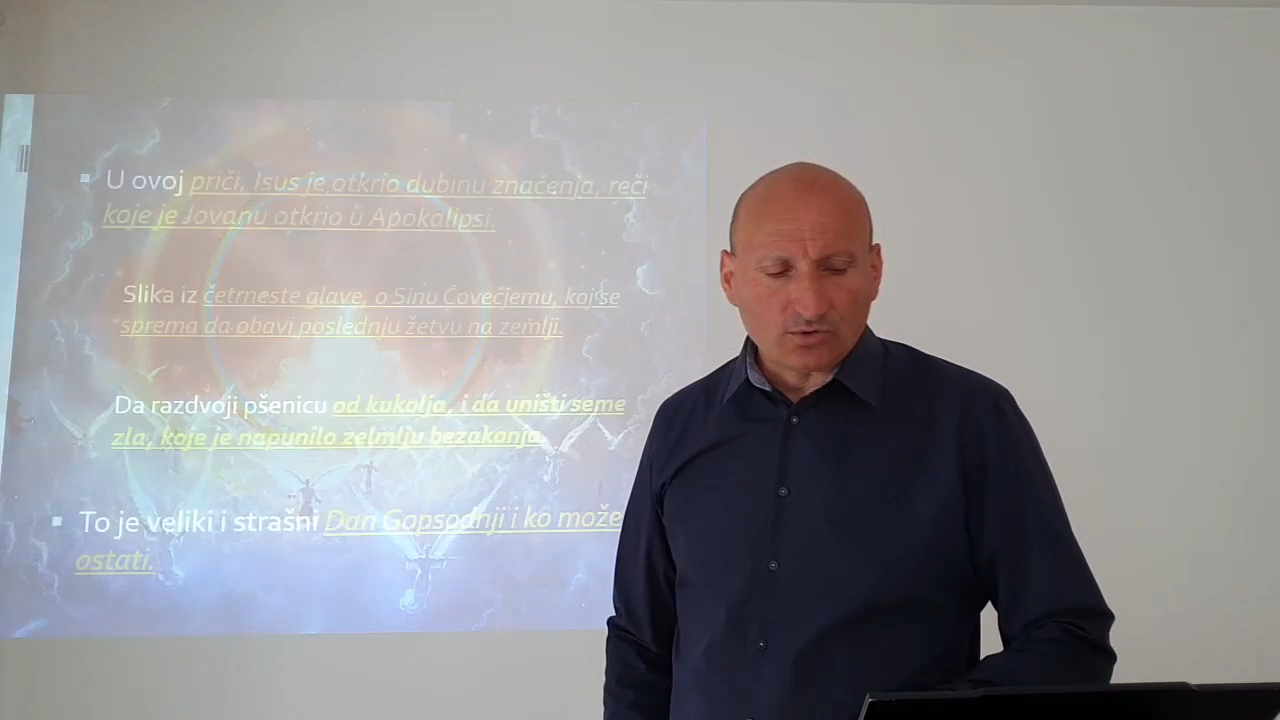 U ovoj priči, Isus je otkrio dubinu značenja, reči
koje je Jovanu otkrio u Apokalipsi.
Slika iz četrneste glave, o Sinu Čovečjemu, koj se
sprema da obavi poslednju žetvu na zemlji.
Da razdvoji pšenicu od kukolja, i da uništi seme
zla, koje je napunilo zelmlju bezakonja
To je veliki i strašni Dan Gopsodnji i ko može
ostati.